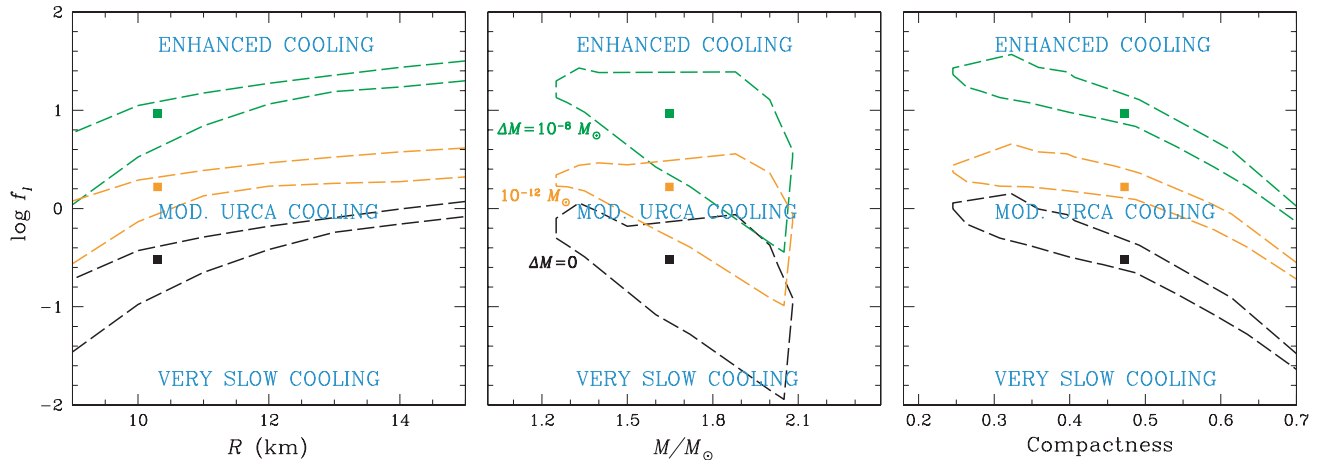 2
1
0
-1
-2
log f_l
ENHANCED COOLING
MOD. URCA COOLING
VERY SLOW COOLING
10
12
14
R (km)
ENHANCED COOLING
ΔM=10⁻⁸ M☉
10⁻¹² M☉
MOD. URCA COOLING
ΔM=0
VERY SLOW COOLING
1.2
1.5
1.8
2.1
M/M☉
ENHANCED COOLING
MOD. URCA COOLING
VERY SLOW COOLING
0.2
0.3
0.4
0.5
0.6
0.7
Compactness